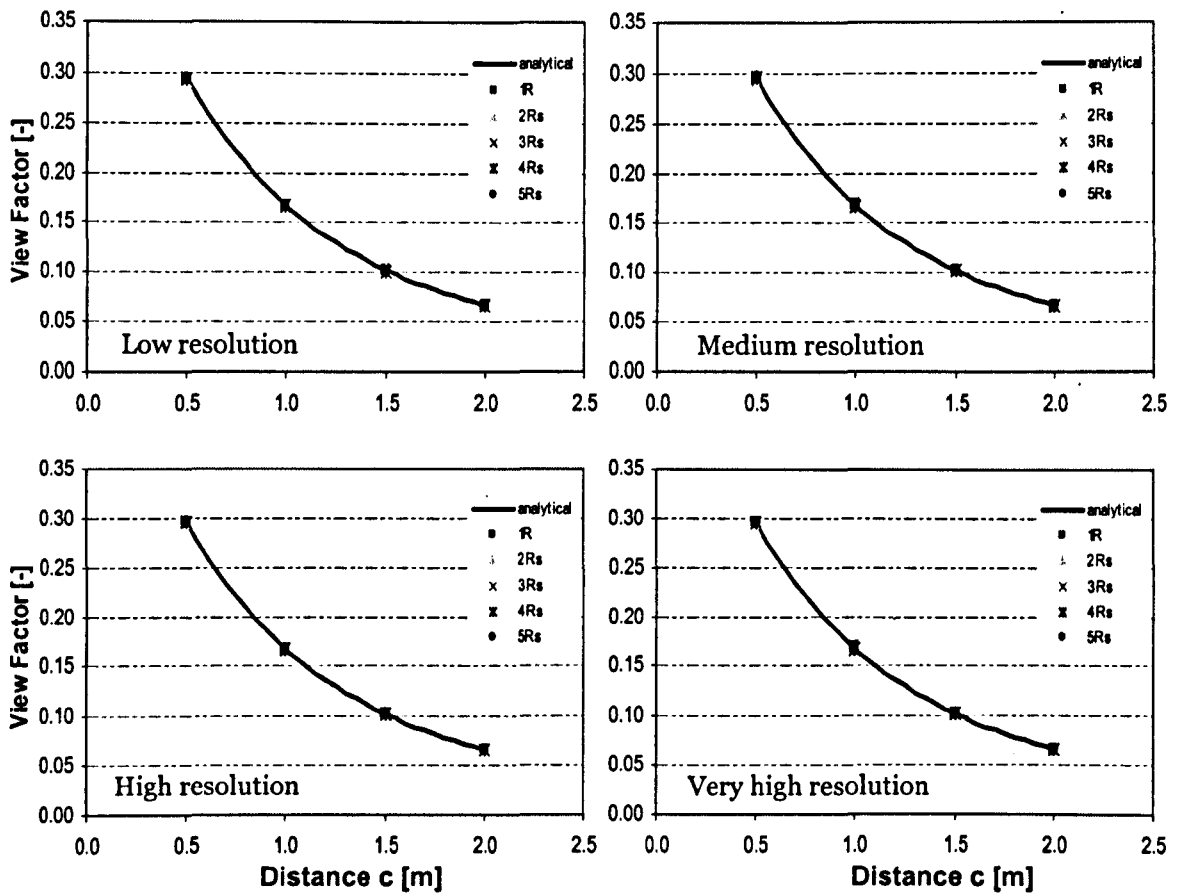 0.35
0.30
0.25
0.20
0.15
0.10
0.05
0.00
View Factor [-]
analytical
1R
2Rs
3Rs
4Rs
5Rs
Low resolution
0.0 0.5 1.0 1.5 2.0 2.5
0.35
0.30
0.25
0.20
0.15
0.10
0.05
0.00
analytical
1R
2Rs
3Rs
4Rs
5Rs
Medium resolution
0.0 0.5 1.0 1.5 2.0 2.5
0.35
0.30
0.25
0.20
0.15
0.10
0.05
0.00
View Factor [-]
analytical
1R
2Rs
3Rs
4Rs
5Rs
High resolution
0.0 0.5 1.0 1.5 2.0 2.5
Distance c [m]
0.35
0.30
0.25
0.20
0.15
0.10
0.05
0.00
analytical
1R
2Rs
3Rs
4Rs
5Rs
Very high resolution
0.0 0.5 1.0 1.5 2.0 2.5
Distance c [m]